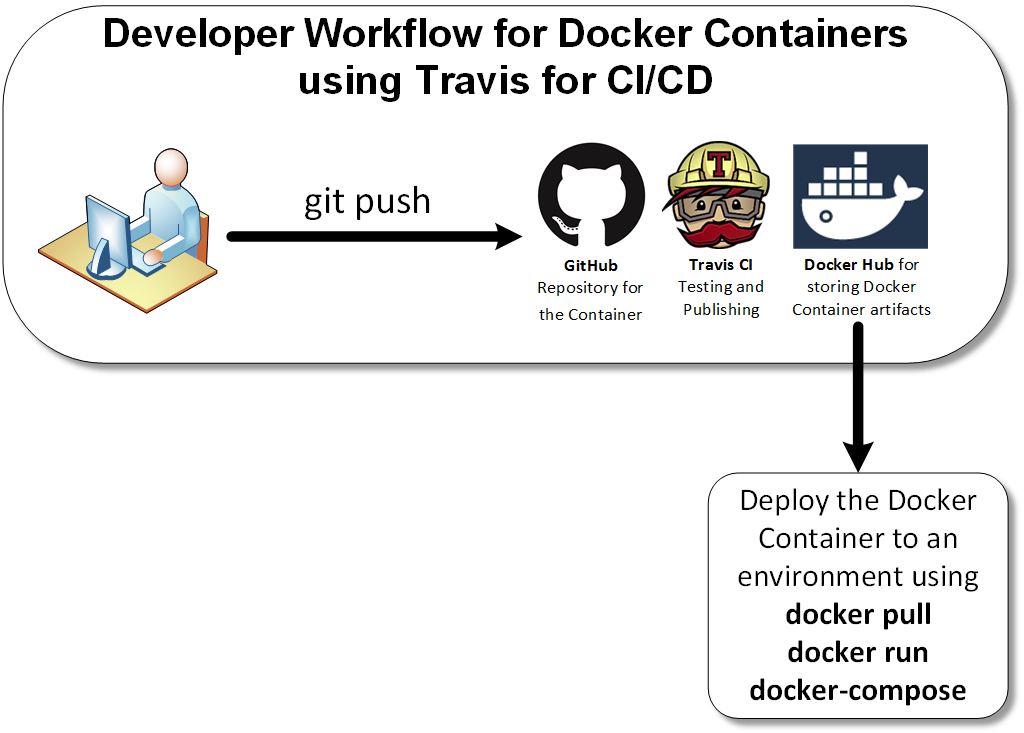 Developer Workflow for Docker Containers
using Travis for CI/CD
git push
T
GitHub
Repository for
the Container
Travis CI
Testing and
Publishing
Docker Hub for
storing Docker
Container artifacts
Deploy the Docker
Container to an
environment using
docker pull
docker run
docker-compose